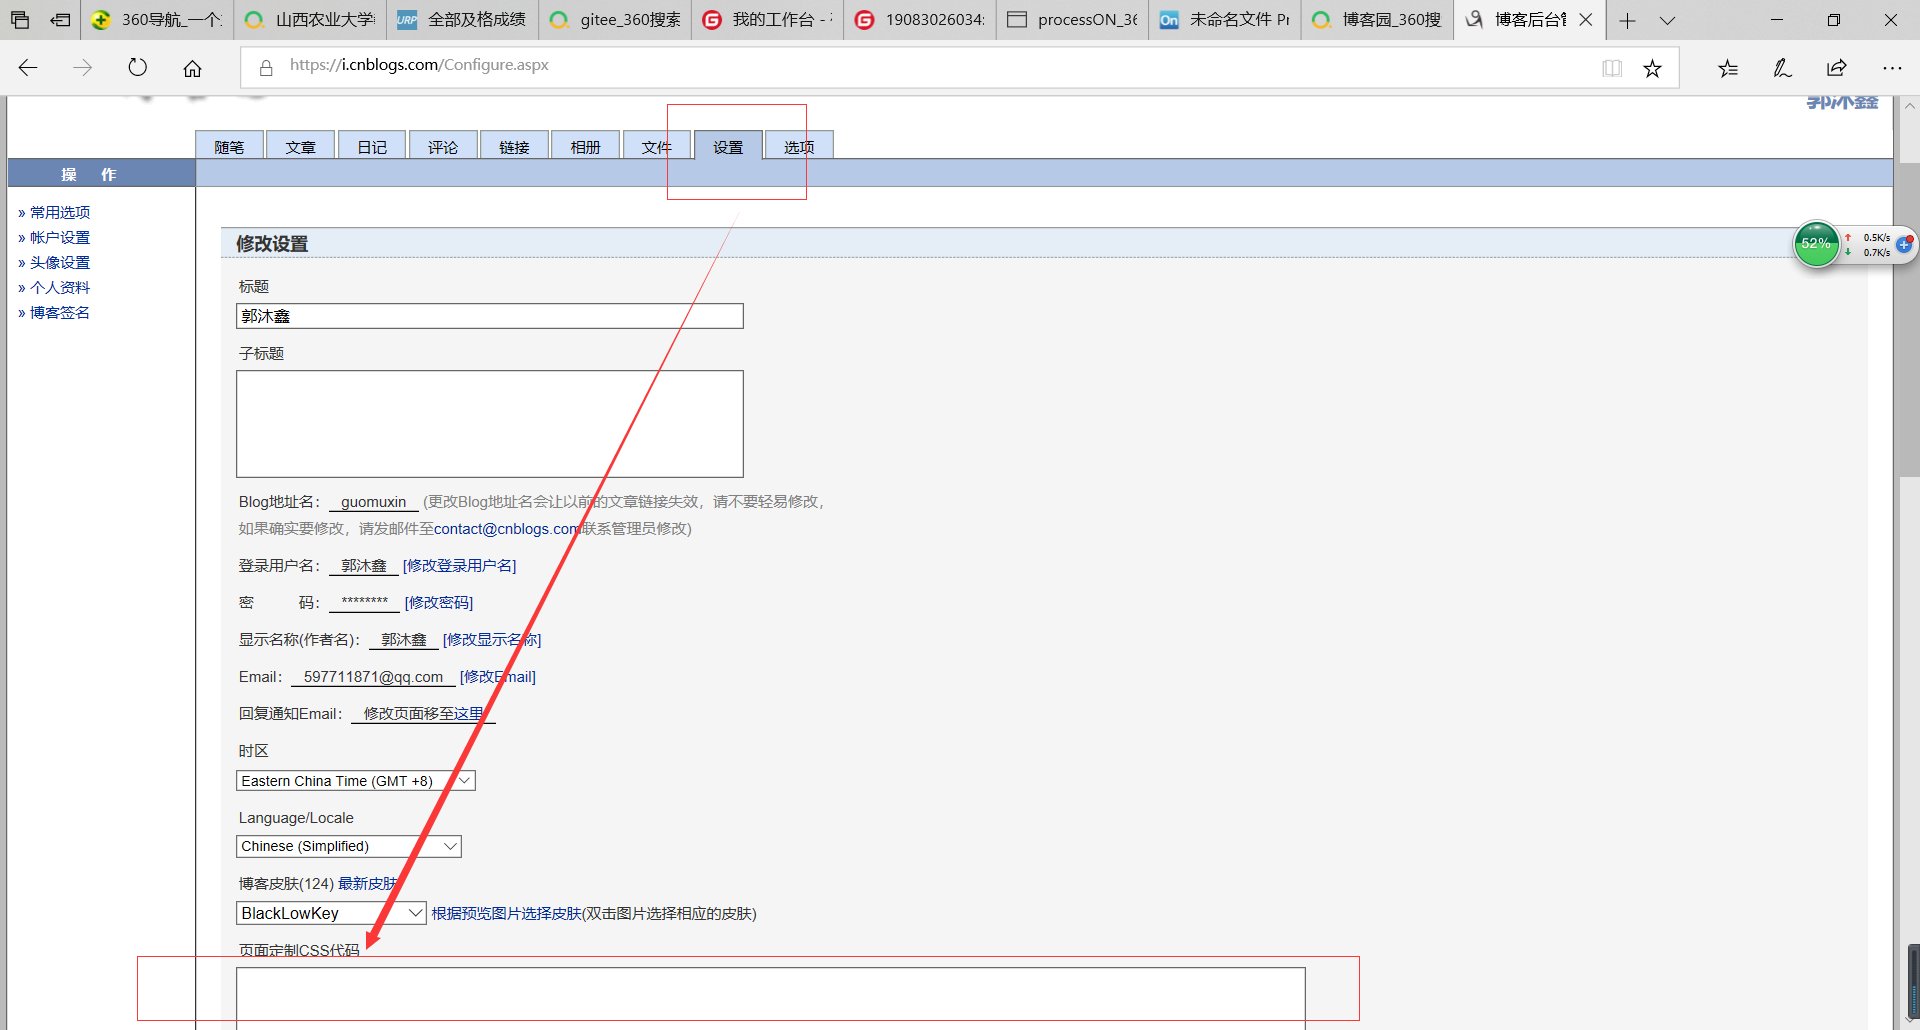 360导航_一个
山西农业大学
URP 全部及格成绩
gitee_360搜索
我的工作台 -
19083026034
processON_36
On 未命名文件 Pr
博客园_360搜
博客后台管
https://i.cnblogs.com/Configure.aspx
郭沐鑫
随笔 文章 日记 评论 链接 相册 文件 设置 选项
操 作
» 常用选项
» 帐户设置
» 头像设置
» 个人资料
» 博客签名
修改设置
52%
0.5K/s
0.7K/s
标题
郭沐鑫
子标题
Blog地址名： guomuxin (更改Blog地址名会让以前的文章链接失效，请不要轻易修改，
如果确实要修改，请发邮件至contact@cnblogs.com联系管理员修改)
登录用户名： 郭沐鑫 [修改登录用户名]
密 码： ******** [修改密码]
显示名称(作者名)： 郭沐鑫 [修改显示名称]
Email： 597711871@qq.com [修改Email]
回复通知Email： 修改页面移至这里
时区
Eastern China Time (GMT +8)
Language/Locale
Chinese (Simplified)
博客皮肤(124) 最新皮肤
BlackLowKey 根据预览图片选择皮肤(双击图片选择相应的皮肤)
页面定制CSS代码